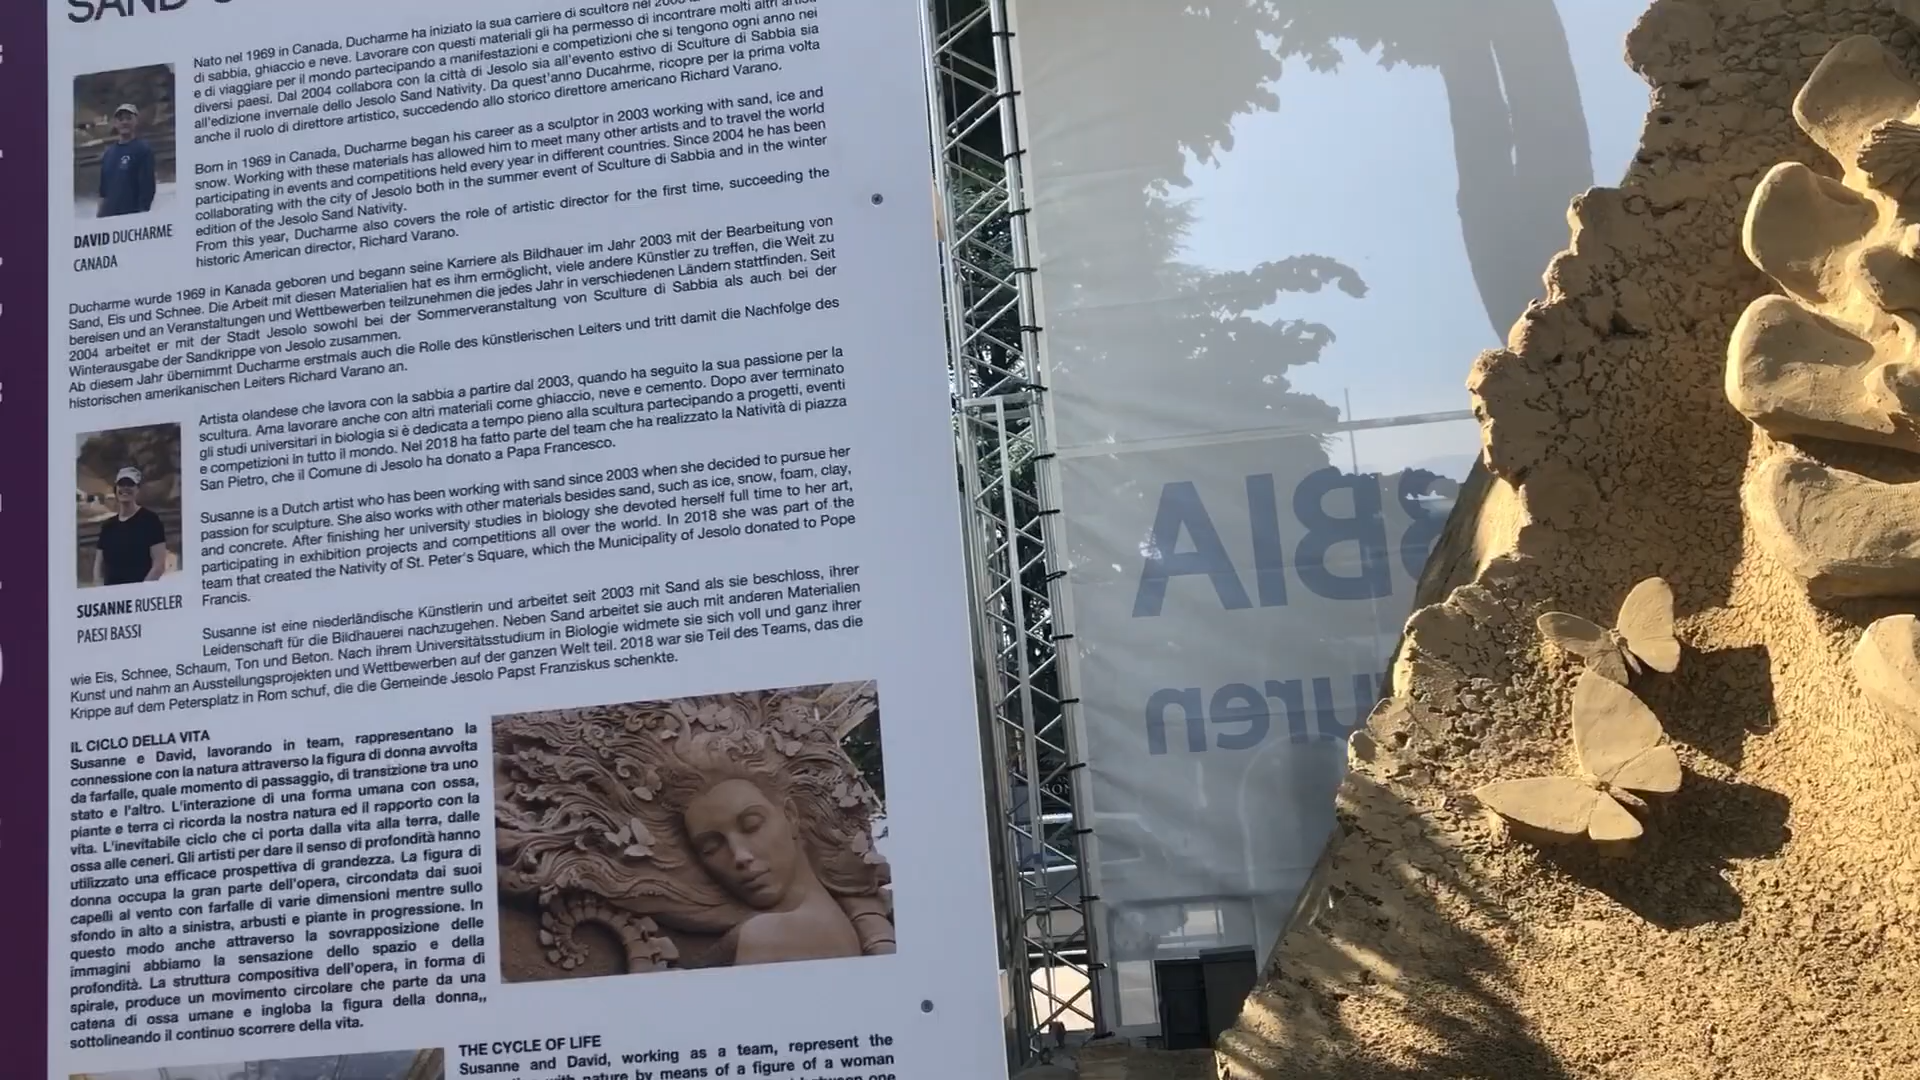 SAND
Nato nel 1969 in Canada, Ducharme ha iniziato la sua carriere di scultore nel
di sabbia, ghiaccio e neve. Lavorare con questi materiali gli ha permesso di incontrare molti altri artisti
e di viaggiare per il mondo partecipando a manifestazioni e competizioni che si tengono ogni anno nei
diversi paesi. Dal 2004 collabora con la città di Jesolo sia all'evento estivo di Sculture di Sabbia sia
all'edizione invernale dello Jesolo Sand Nativity. Da quest'anno Ducahrme, ricopre per la prima volta
anche il ruolo di direttore artistico, succedendo allo storico direttore americano Richard Varano.
Born in 1969 in Canada, Ducharme began his career as a sculptor in 2003 working with sand, ice and
snow. Working with these materials has allowed him to meet many other artists and to travel the world
participating in events and competitions held every year in different countries. Since 2004 he has been
collaborating with the city of Jesolo both in the summer event of Sculture di Sabbia and in the winter
edition of the Jesolo Sand Nativity.
From this year, Ducharme also covers the role of artistic director for the first time, succeeding the
historic American director, Richard Varano.
DAVID DUCHARME
CANADA
Ducharme wurde 1969 in Kanada geboren und begann seine Karriere als Bildhauer im Jahr 2003 mit der Bearbeitung von
Sand, Eis und Schnee. Die Arbeit mit diesen Materialien hat es ihm ermöglicht, viele andere Künstler zu treffen, die Welt zu
bereisen und an Veranstaltungen und Wettbewerben teilzunehmen die jedes Jahr in verschiedenen Ländern stattfinden. Seit
2004 arbeitet er mit der Stadt Jesolo sowohl bei der Sommerveranstaltung von Sculture di Sabbia als auch bei der
Winterausgabe der Sandkrippe von Jesolo zusammen.
Ab diesem Jahr übernimmt Ducharme erstmals auch die Rolle des künstlerischen Leiters und tritt damit die Nachfolge des
historischen amerikanischen Leiters Richard Varano an.
Artista olandese che lavora con la sabbia a partire dal 2003, quando ha seguito la sua passione per la
scultura. Ama lavorare anche con altri materiali come ghiaccio, neve e cemento. Dopo aver terminato
gli studi universitari in biologia si è dedicata a tempo pieno alla scultura partecipando a progetti, eventi
e competizioni in tutto il mondo. Nel 2018 ha fatto parte del team che ha realizzato la Natività di piazza
San Pietro, che il Comune di Jesolo ha donato a Papa Francesco.
Susanne is a Dutch artist who has been working with sand since 2003 when she decided to pursue her
passion for sculpture. She also works with other materials besides sand, such as ice, snow, foam, clay,
and concrete. After finishing her university studies in biology she devoted herself full time to her art,
participating in exhibition projects and competitions all over the world. In 2018 she was part of the
team that created the Nativity of St. Peter's Square, which the Municipality of Jesolo donated to Pope
Francis.
SUSANNE RUSELER
PAESI BASSI
Susanne ist eine niederländische Künstlerin und arbeitet seit 2003 mit Sand als sie beschloss, ihrer
Leidenschaft für die Bildhauerei nachzugehen. Neben Sand arbeitet sie auch mit anderen Materialien
wie Eis, Schnee, Schaum, Ton und Beton. Nach ihrem Universitätsstudium in Biologie widmete sie sich voll und ganz ihrer
Kunst und nahm an Ausstellungsprojekten und Wettbewerben auf der ganzen Welt teil. 2018 war sie Teil des Teams, das die
Krippe auf dem Petersplatz in Rom schuf, die die Gemeinde Jesolo Papst Franziskus schenkte.
IL CICLO DELLA VITA
Susanne e David, lavorando in team, rappresentano la
connessione con la natura attraverso la figura di donna avvolta
da farfalle, quale momento di passaggio, di transizione tra uno
stato e l'altro. L'interazione di una forma umana con ossa,
piante e terra ci ricorda la nostra natura ed il rapporto con la
vita. L'inevitabile ciclo che ci porta dalla vita alla terra, dalle
ossa alle ceneri. Gli artisti per dare il senso di profondità hanno
utilizzato una efficace prospettiva di grandezza. La figura di
donna occupa la gran parte dell'opera, circondata dai suoi
capelli al vento con farfalle di varie dimensioni mentre sullo
sfondo in alto a sinistra, arbusti e piante in progressione. In
questo modo anche attraverso la sovrapposizione delle
immagini abbiamo la sensazione dello spazio e della
profondità. La struttura compositiva dell'opera, in forma di
spirale, produce un movimento circolare che parte da una
catena di ossa umane e ingloba la figura della donna,,
sottolineando il continuo scorrere della vita.
THE CYCLE OF LIFE
Susanne and David, working as a team, represent the
with nature by means of a figure of a woman
BBIA
uren